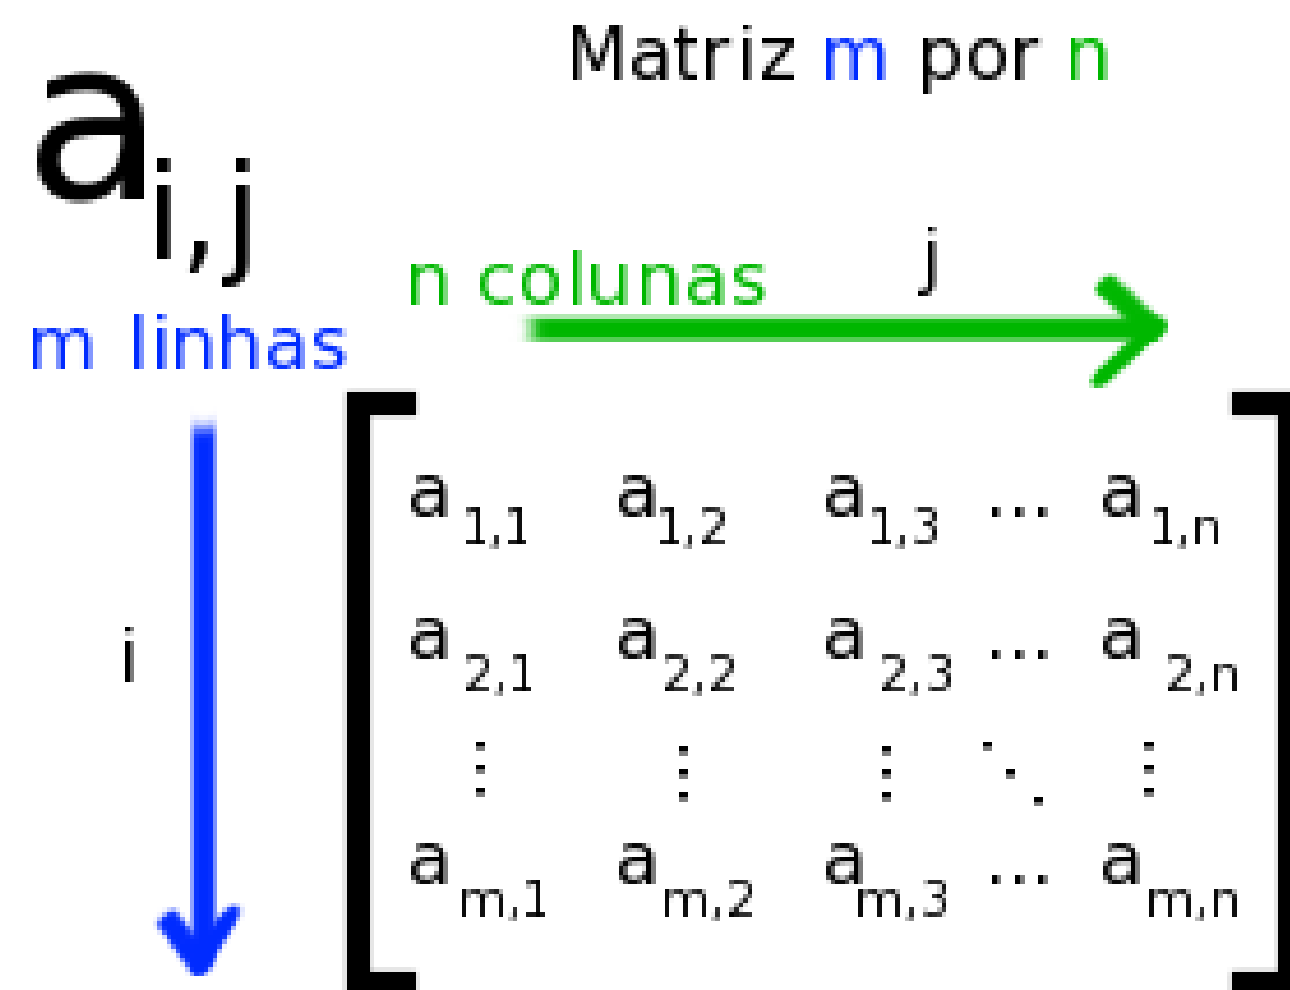 Matriz m por n
a i,j
n colunas j
m linhas
i
a 1,1 a 1,2 a 1,3 ... a 1,n
a 2,1 a 2,2 a 2,3 ... a 2,n
⋮ ⋮ ⋮ ⋱ ⋮
a m,1 a m,2 a m,3 ... a m,n